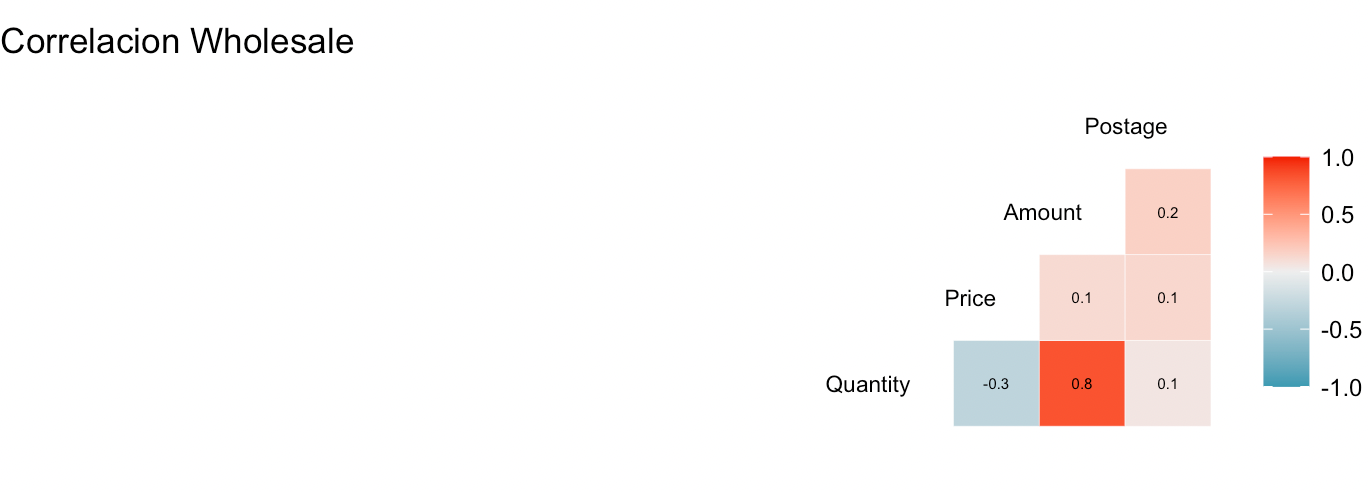 Correlacion Wholesale
Postage
1.0
Amount 0.2 0.5
0.0
Price 0.1 0.1
-0.5
Quantity -0.3 0.8 0.1
-1.0